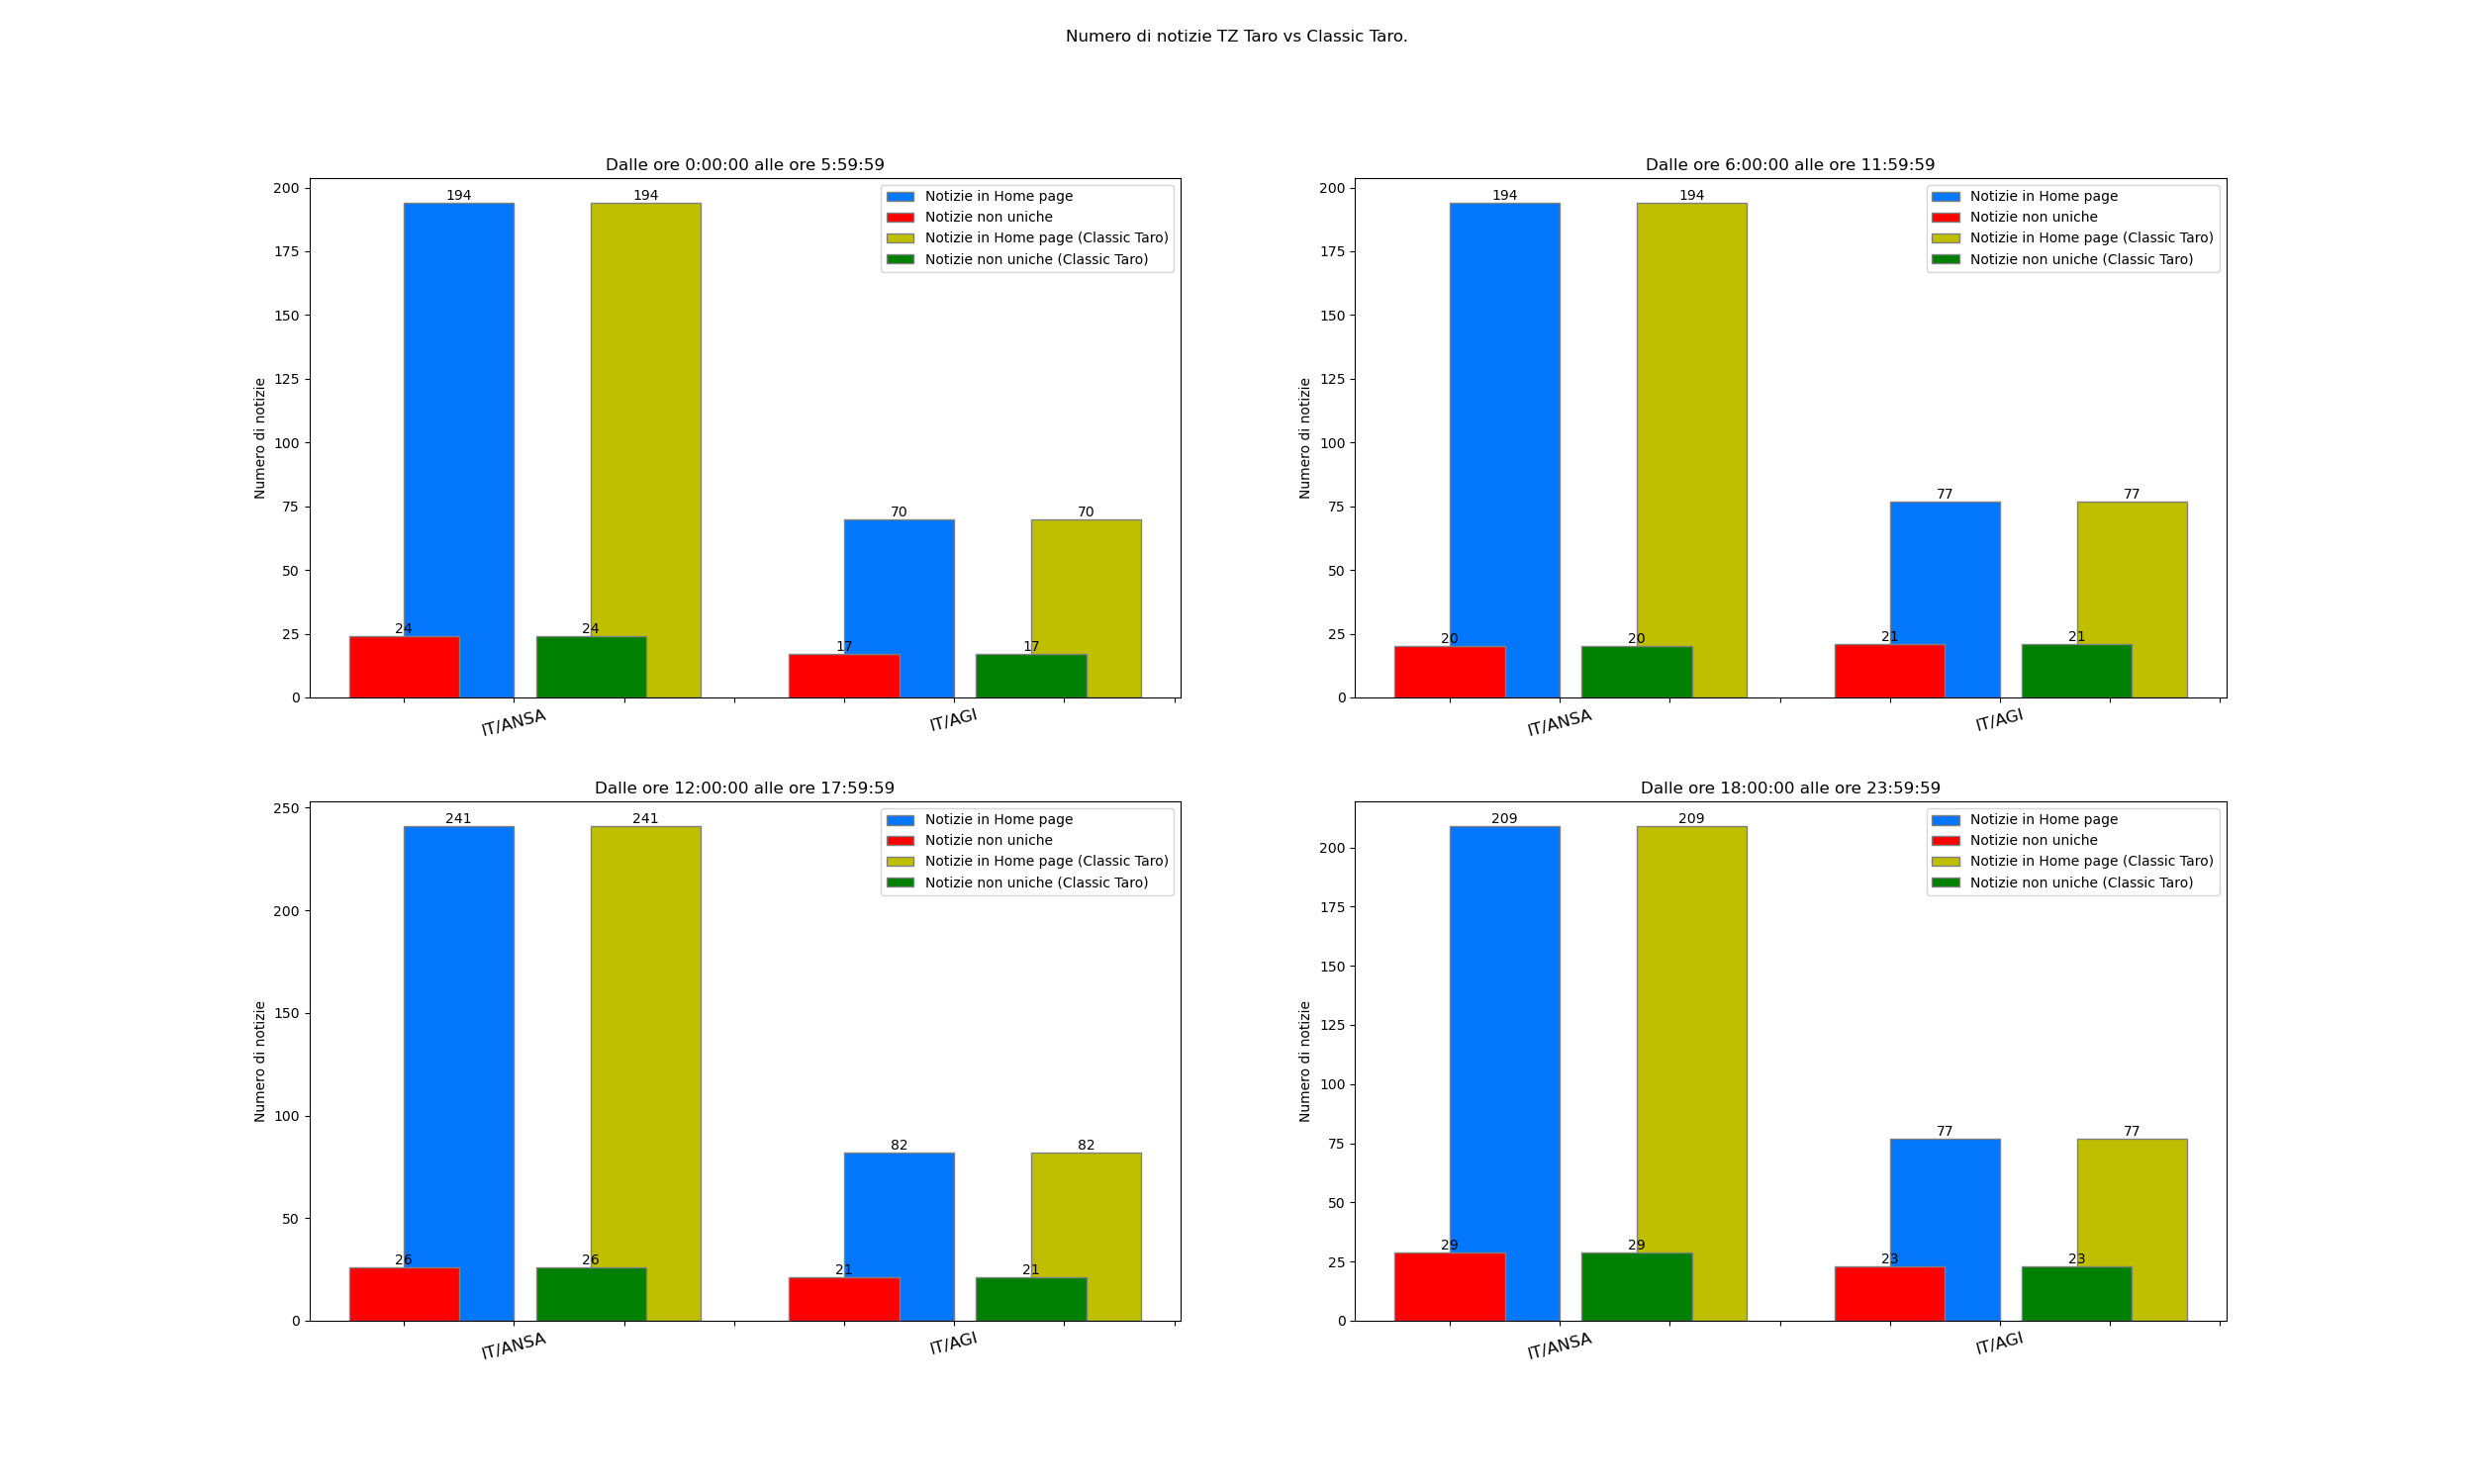 Numero di notizie TZ Taro vs Classic Taro.
Dalle ore 0:00:00 alle ore 5:59:59
Numero di notizie
200
175
150
125
100
75
50
25
0
194
194
24
24
70
70
17
17
Notizie in Home page
Notizie non uniche
Notizie in Home page (Classic Taro)
Notizie non uniche (Classic Taro)
IT/ANSA
IT/AGI
Dalle ore 6:00:00 alle ore 11:59:59
Numero di notizie
200
175
150
125
100
75
50
25
0
194
194
20
20
77
77
21
21
Notizie in Home page
Notizie non uniche
Notizie in Home page (Classic Taro)
Notizie non uniche (Classic Taro)
IT/ANSA
IT/AGI
Dalle ore 12:00:00 alle ore 17:59:59
Numero di notizie
250
200
150
100
50
0
241
241
26
26
82
82
21
21
Notizie in Home page
Notizie non uniche
Notizie in Home page (Classic Taro)
Notizie non uniche (Classic Taro)
IT/ANSA
IT/AGI
Dalle ore 18:00:00 alle ore 23:59:59
Numero di notizie
200
175
150
125
100
75
50
25
0
209
209
29
29
77
77
23
23
Notizie in Home page
Notizie non uniche
Notizie in Home page (Classic Taro)
Notizie non uniche (Classic Taro)
IT/ANSA
IT/AGI